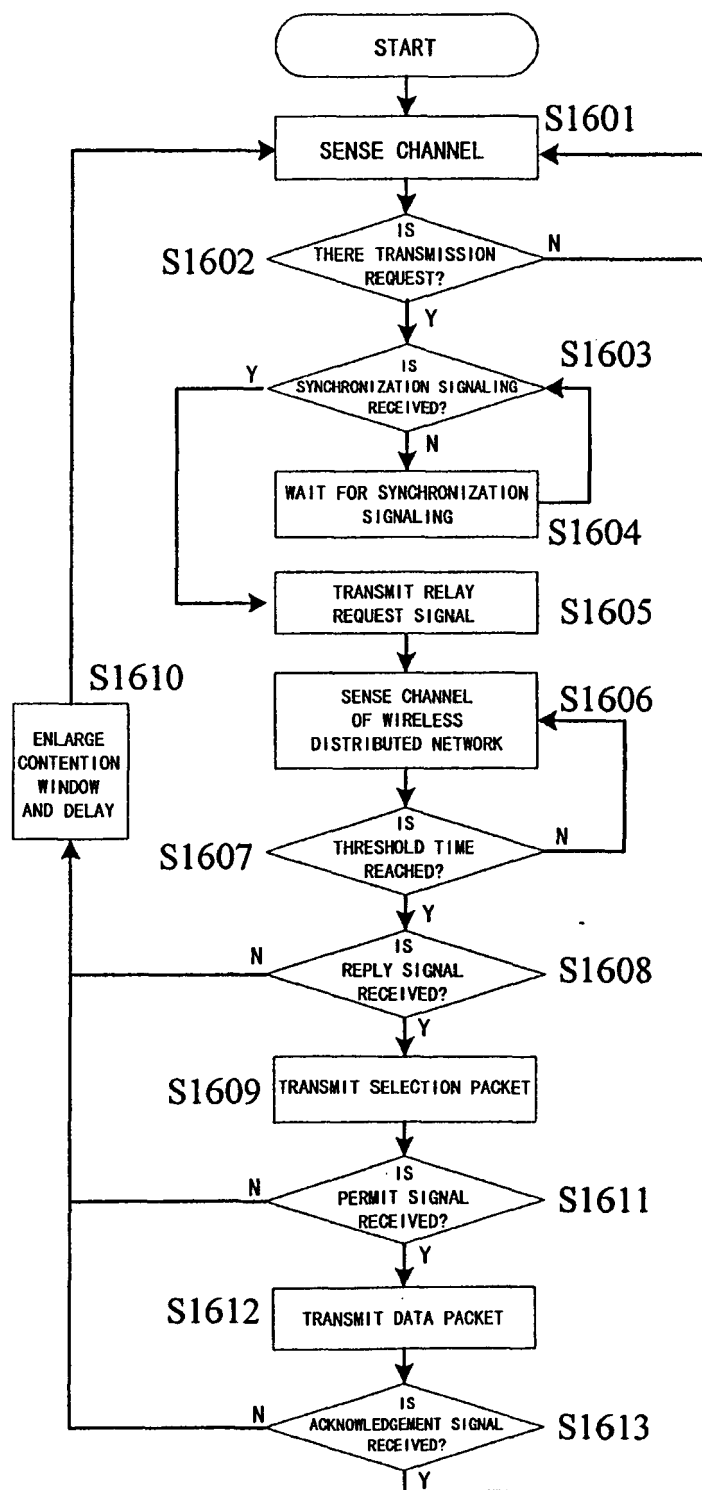 START
S1601
SENSE CHANNEL
IS
THERE TRANSMISSION
REQUEST?
S1602
N
Y
S1603
IS
SYNCHRONIZATION SIGNALING
RECEIVED?
Y
N
WAIT FOR SYNCHRONIZATION
SIGNALING
S1604
TRANSMIT RELAY
REQUEST SIGNAL
S1605
S1610
ENLARGE
CONTENTION
WINDOW
AND DELAY
S1606
SENSE CHANNEL
OF WIRELESS
DISTRIBUTED NETWORK
IS
THRESHOLD TIME
REACHED?
S1607
N
Y
IS
REPLY SIGNAL
RECEIVED?
N
S1608
Y
S1609
TRANSMIT SELECTION PACKET
IS
PERMIT SIGNAL
RECEIVED?
N
S1611
Y
S1612
TRANSMIT DATA PACKET
IS
ACKNOWLEDGEMENT SIGNAL
RECEIVED?
N
S1613
Y